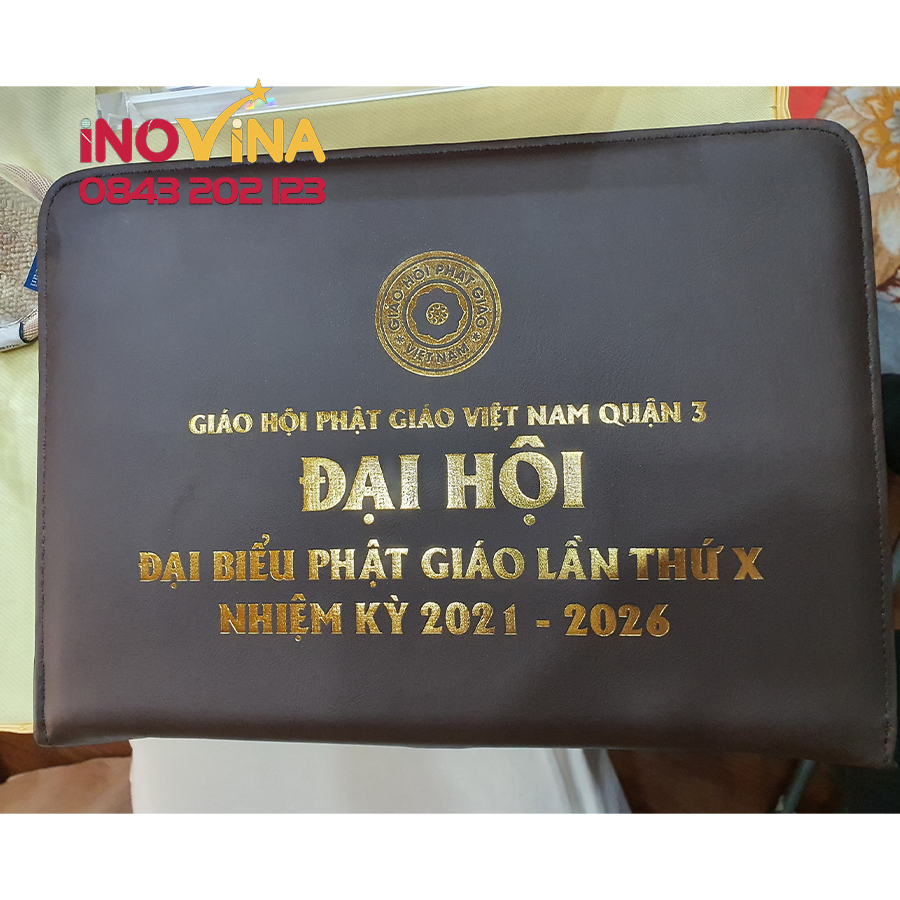 iNOViNA
0843 202 123
GIÁO HỘI PHẬT GIÁO
VIỆT NAM
GIÁO HỘI PHẬT GIÁO VIỆT NAM QUẬN 3
ĐẠI HỘI
ĐẠI BIỂU PHẬT GIÁO LẦN THỨ X
NHIỆM KỲ 2021 - 2026